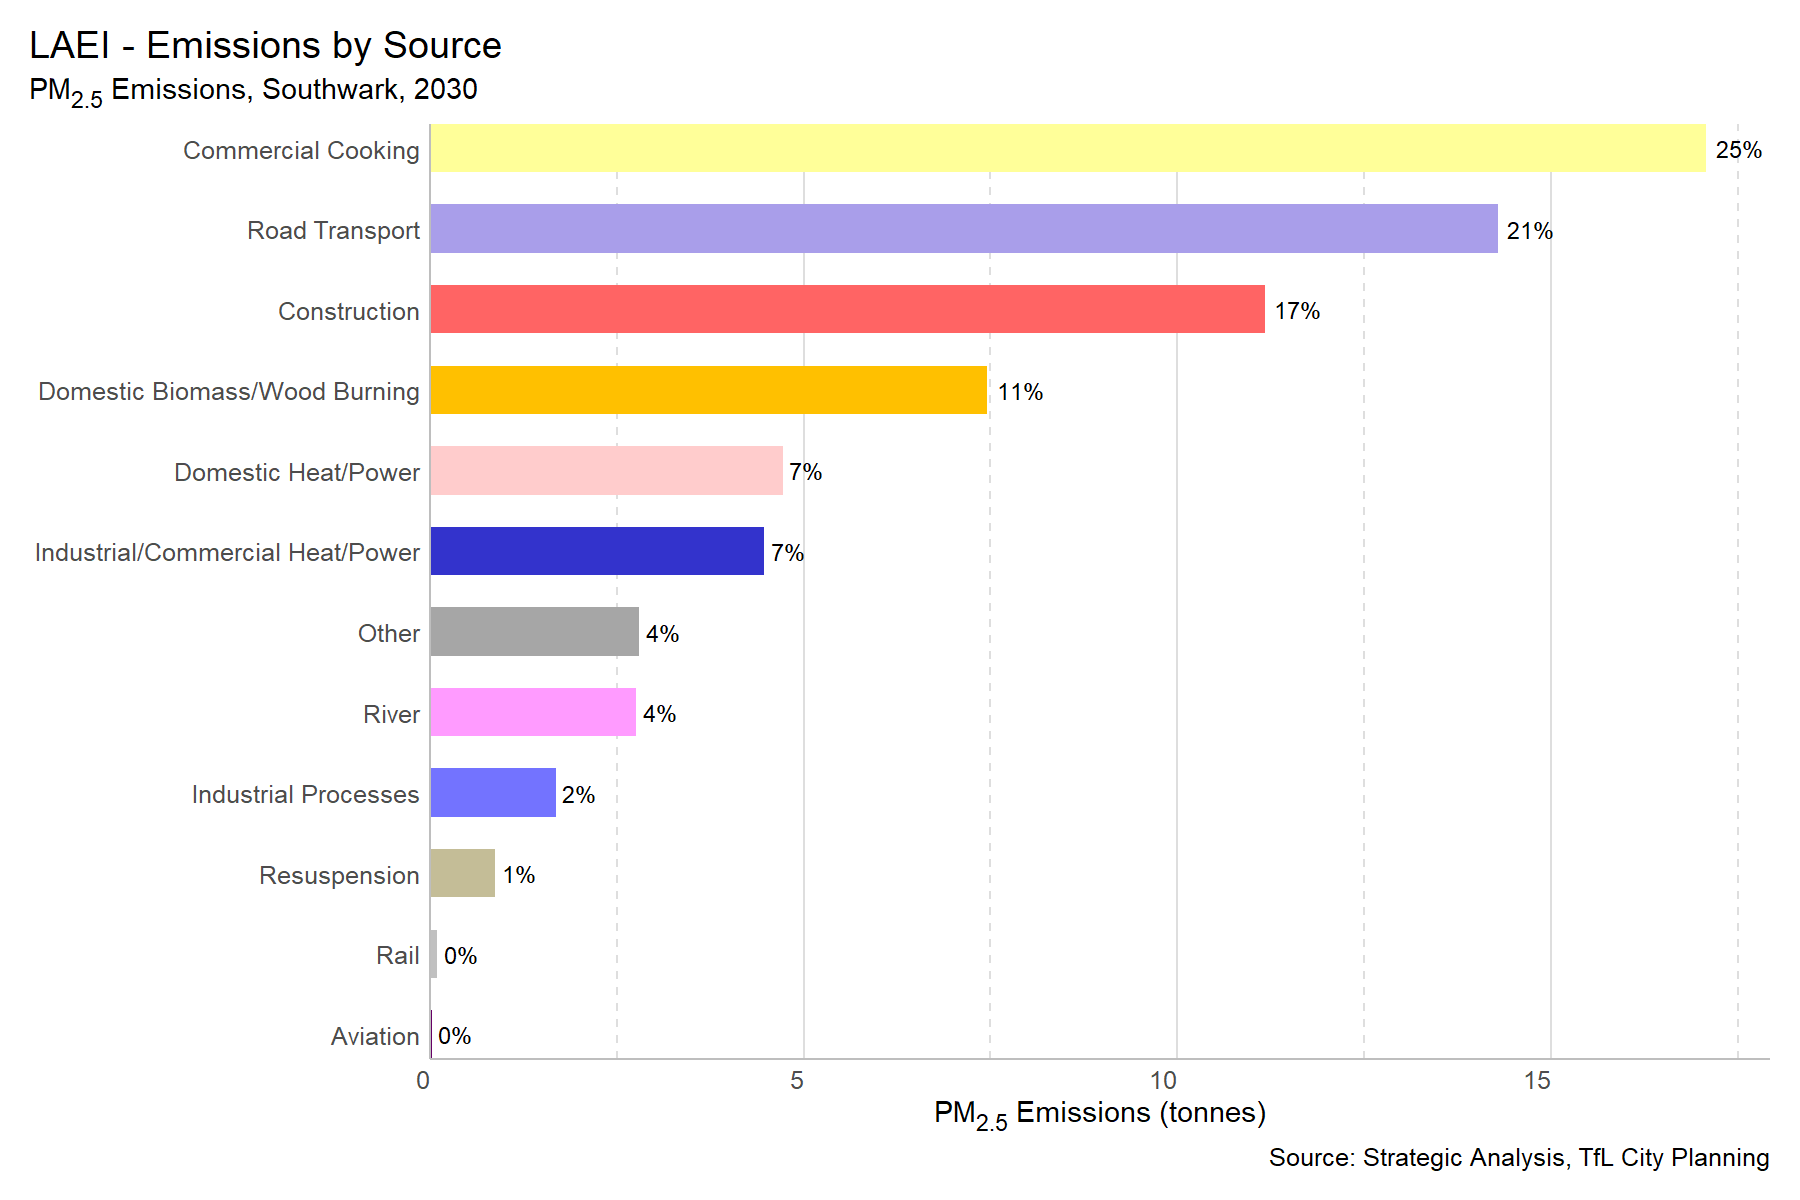 LAEI - Emissions by Source
PM2.5 Emissions, Southwark, 2030
Commercial Cooking 25%
Road Transport 21%
Construction 17%
Domestic Biomass/Wood Burning 11%
Domestic Heat/Power 7%
Industrial/Commercial Heat/Power 7%
Other 4%
River 4%
Industrial Processes 2%
Resuspension 1%
Rail 0%
Aviation 0%
0 5 10 15
PM2.5 Emissions (tonnes)
Source: Strategic Analysis, TfL City Planning